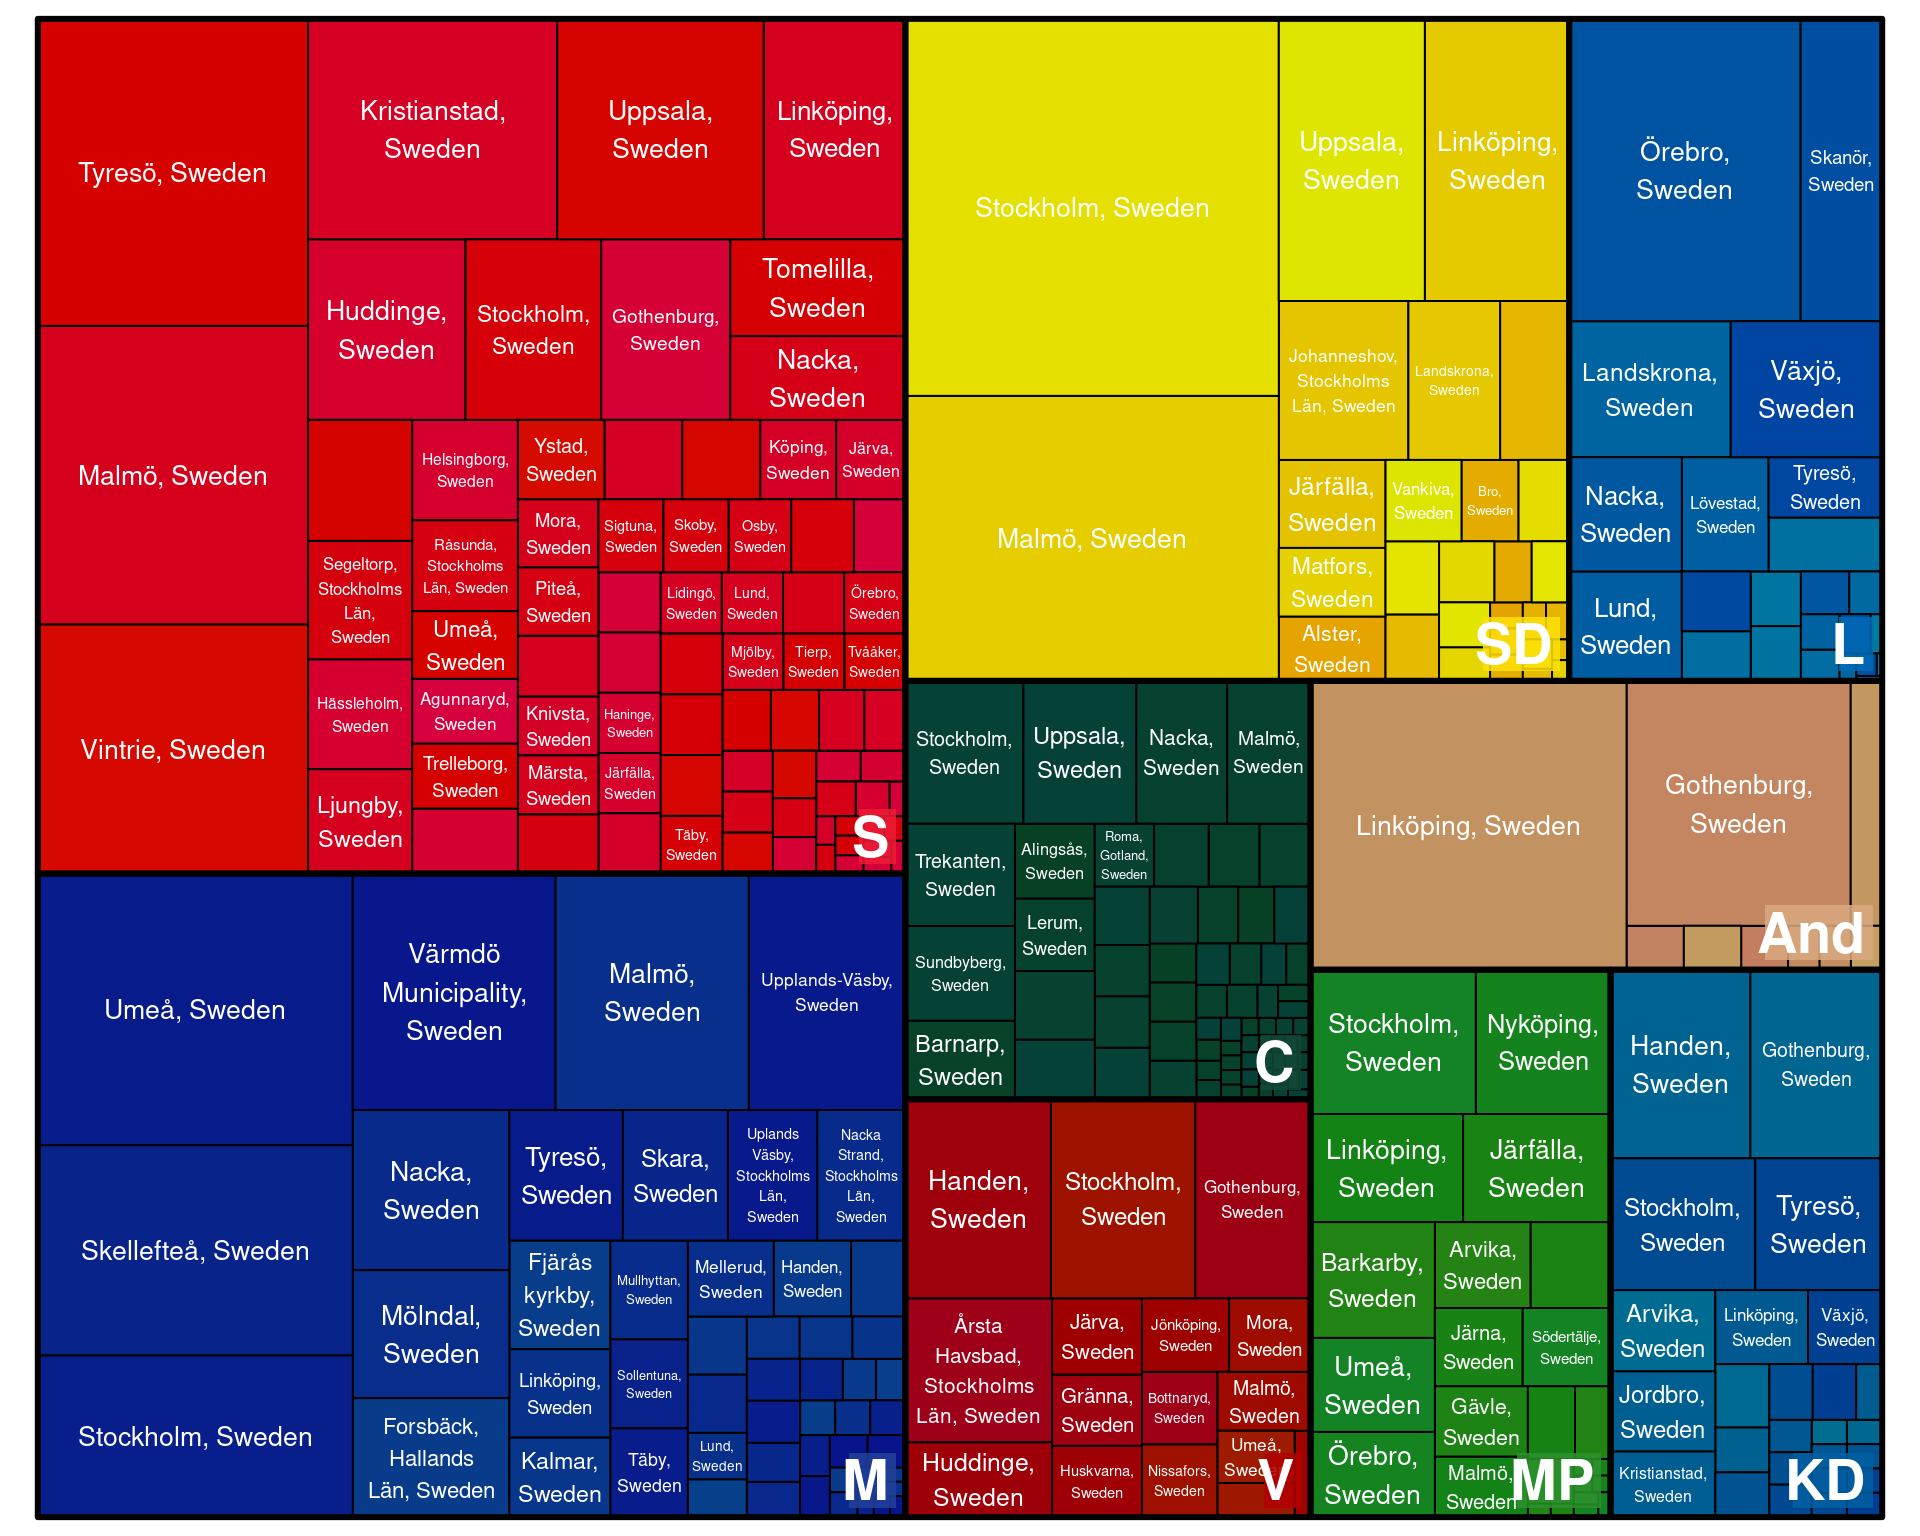 Tyresö, Sweden
Malmö, Sweden
Vintrie, Sweden
Kristianstad,
Sweden
Uppsala,
Sweden
Linköping,
Sweden
Huddinge,
Sweden
Stockholm,
Sweden
Gothenburg,
Sweden
Tomelilla,
Sweden
Nacka,
Sweden
Segeltorp,
Stockholms
Län,
Sweden
Hässleholm,
Sweden
Ljungby,
Sweden
Helsingborg,
Sweden
Råsunda,
Stockholms
Län, Sweden
Umeå,
Sweden
Agunnaryd,
Sweden
Trelleborg,
Sweden
Ystad,
Sweden
Köping,
Sweden
Järva,
Sweden
Mora,
Sweden
Piteå,
Sweden
Knivsta,
Sweden
Märsta,
Sweden
Sigtuna,
Sweden
Skoby,
Sweden
Osby,
Sweden
Haninge,
Sweden
Järfälla,
Sweden
Lidingö,
Sweden
Lund,
Sweden
Örebro,
Sweden
Mjölby,
Sweden
Tierp,
Sweden
Tvååker,
Sweden
Täby,
Sweden
S
Stockholm, Sweden
Malmö, Sweden
Uppsala,
Sweden
Linköping,
Sweden
Johanneshov,
Stockholms
Län, Sweden
Landskrona,
Sweden
Järfälla,
Sweden
Matfors,
Sweden
Alster,
Sweden
Vankiva,
Sweden
Bro,
Sweden
SD
Örebro,
Sweden
Skanör,
Sweden
Landskrona,
Sweden
Växjö,
Sweden
Nacka,
Sweden
Lövestad,
Sweden
Tyresö,
Sweden
Lund,
Sweden
L
Umeå, Sweden
Skellefteå, Sweden
Stockholm, Sweden
Värmdö
Municipality,
Sweden
Malmö,
Sweden
Upplands-Väsby,
Sweden
Nacka,
Sweden
Mölndal,
Sweden
Forsbäck,
Hallands
Län, Sweden
Tyresö,
Sweden
Skara,
Sweden
Uplands
Väsby,
Stockholms
Län,
Sweden
Nacka
Strand,
Stockholms
Län,
Sweden
Fjärås
kyrkby,
Sweden
Linköping,
Sweden
Kalmar,
Sweden
Mullhyttan,
Sweden
Sollentuna,
Sweden
Täby,
Sweden
Mellerud,
Sweden
Handen,
Sweden
Lund,
Sweden
M
Stockholm,
Sweden
Uppsala,
Sweden
Nacka,
Sweden
Malmö,
Sweden
Trekanten,
Sweden
Sundbyberg,
Sweden
Barnarp,
Sweden
Alingsås,
Sweden
Lerum,
Sweden
Roma,
Gotland,
Sweden
C
Linköping, Sweden
Gothenburg,
Sweden
And
Handen,
Sweden
Stockholm,
Sweden
Gothenburg,
Sweden
Årsta
Havsbad,
Stockholms
Län, Sweden
Huddinge,
Sweden
Järva,
Sweden
Gränna,
Sweden
Huskvarna,
Sweden
Jönköping,
Sweden
Mora,
Sweden
Bottnaryd,
Sweden
Malmö,
Sweden
Nissafors,
Sweden
Umeå,
Sweden
V
Stockholm,
Sweden
Nyköping,
Sweden
Linköping,
Sweden
Järfälla,
Sweden
Barkarby,
Sweden
Umeå,
Sweden
Örebro,
Sweden
Arvika,
Sweden
Järna,
Sweden
Södertälje,
Sweden
Gävle,
Sweden
Malmö,
Sweden
MP
Handen,
Sweden
Gothenburg,
Sweden
Stockholm,
Sweden
Tyresö,
Sweden
Arvika,
Sweden
Linköping,
Sweden
Växjö,
Sweden
Jordbro,
Sweden
Kristianstad,
Sweden
KD